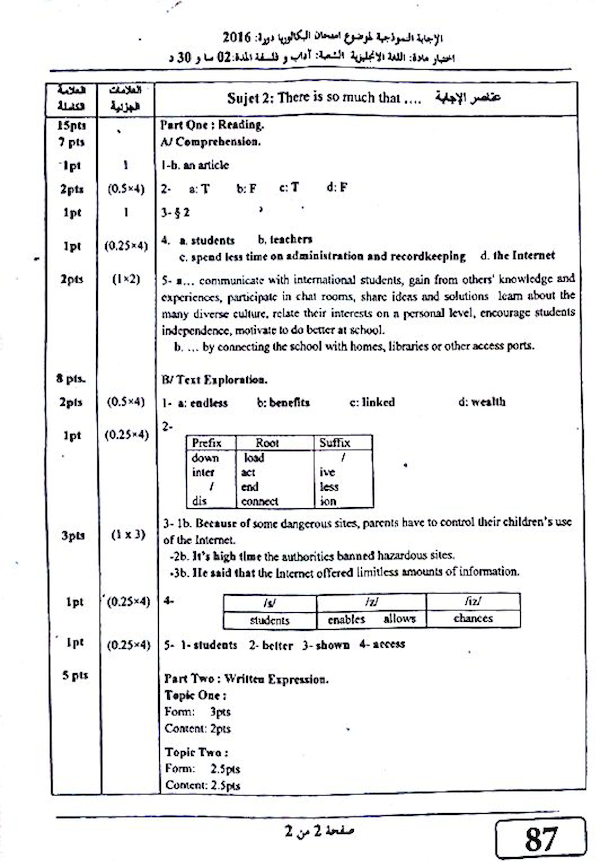 الإجابة النموذجية لموضوع امتحان البكالوريا دورة: 2016
اختبار مادة: اللغة الإنجليزية الشعبة: آداب و فلسفة المدة: 02 سا و 30 د
العلامة الكاملة العلامات الجزئية Sujet 2: There is so much that .... عناصر الإجابة
15pts Part One : Reading.
7 pts A/ Comprehension.
1pt 1 1-b. an article
2pts (0.5×4) 2- a: T b: F c: T d: F
1pt 1 3- § 2
1pt (0.25×4) 4. a. students b. teachers
c. spend less time on administration and recordkeeping d. the Internet
2pts (1×2) 5- a... communicate with international students, gain from others' knowledge and
experiences, participate in chat rooms, share ideas and solutions learn about the
many diverse culture, relate their interests on a personal level, encourage students
independence, motivate to do better at school.
b. ... by connecting the school with homes, libraries or other access ports.
8 pts. B/ Text Exploration.
2pts (0.5×4) 1- a: endless b: benefits c: linked d: wealth
1pt (0.25×4) 2-
Prefix Root Suffix
down load /
inter act ive
/ end less
dis connect ion
3- 1b. Because of some dangerous sites, parents have to control their children's use
3pts (1 x 3) of the Internet.
-2b. It's high time the authorities banned hazardous sites.
-3b. He said that the Internet offered limitless amounts of information.
1pt (0.25×4) 4- /s/ /z/ /iz/
students enables allows chances
1pt (0.25×4) 5- 1- students 2- better 3- shown 4- access
5 pts Part Two : Written Expression.
Topic One :
Form: 3pts
Content: 2pts
Topic Two :
Form: 2.5pts
Content: 2.5pts
صفحة 2 من 2
87